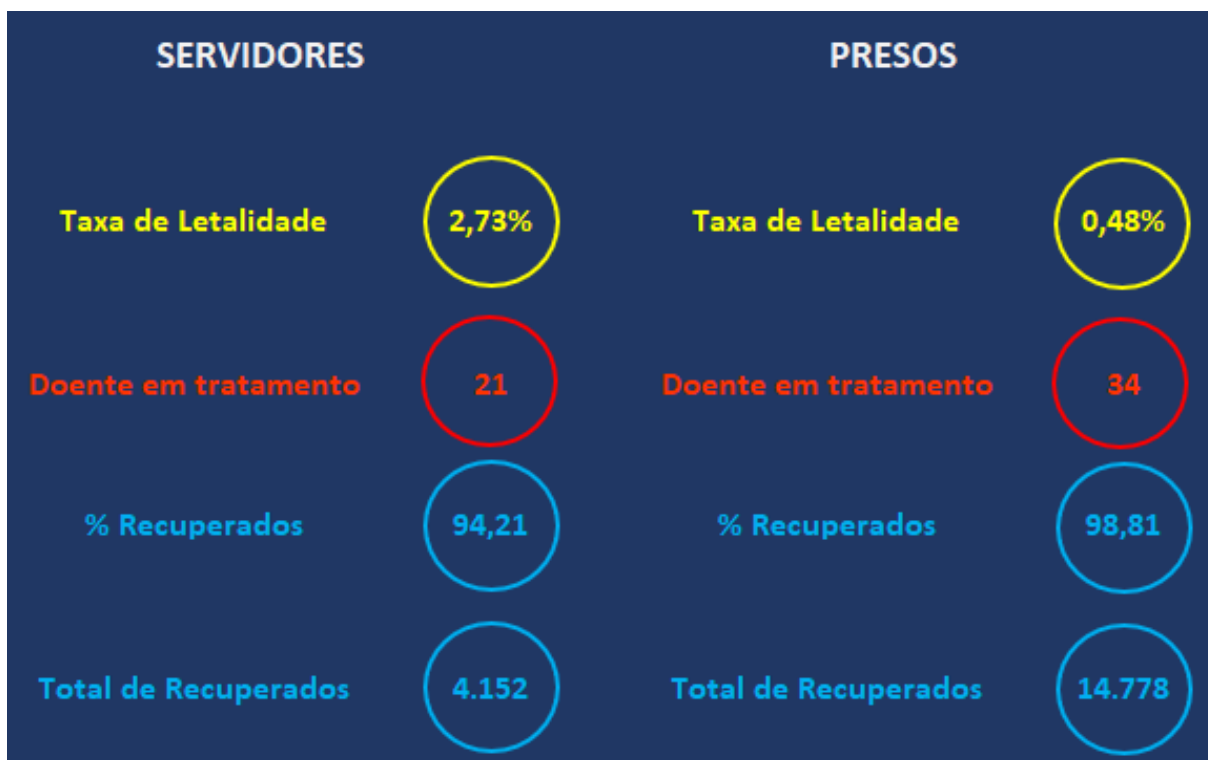 SERVIDORES
Taxa de Letalidade 2,73%
Doente em tratamento 21
% Recuperados 94,21
Total de Recuperados 4.152
PRESOS
Taxa de Letalidade 0,48%
Doente em tratamento 34
% Recuperados 98,81
Total de Recuperados 14.778